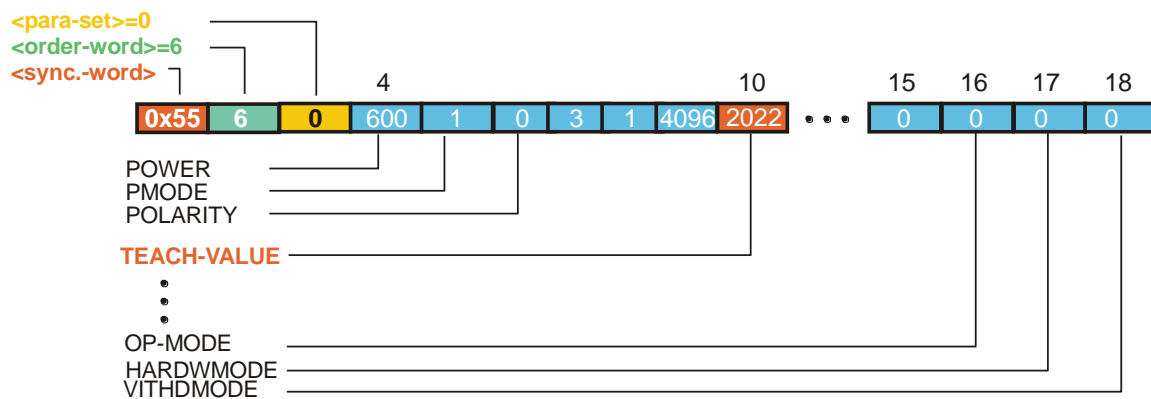 <para-set>=0
<order-word>=6
<sync.-word>
4 10 15 16 17 18
0x55 6 0 600 1 0 3 1 4096 2022 0 0 0 0
POWER
PMODE
POLARITY
TEACH-VALUE
OP-MODE
HARDWMODE
VITHDMODE